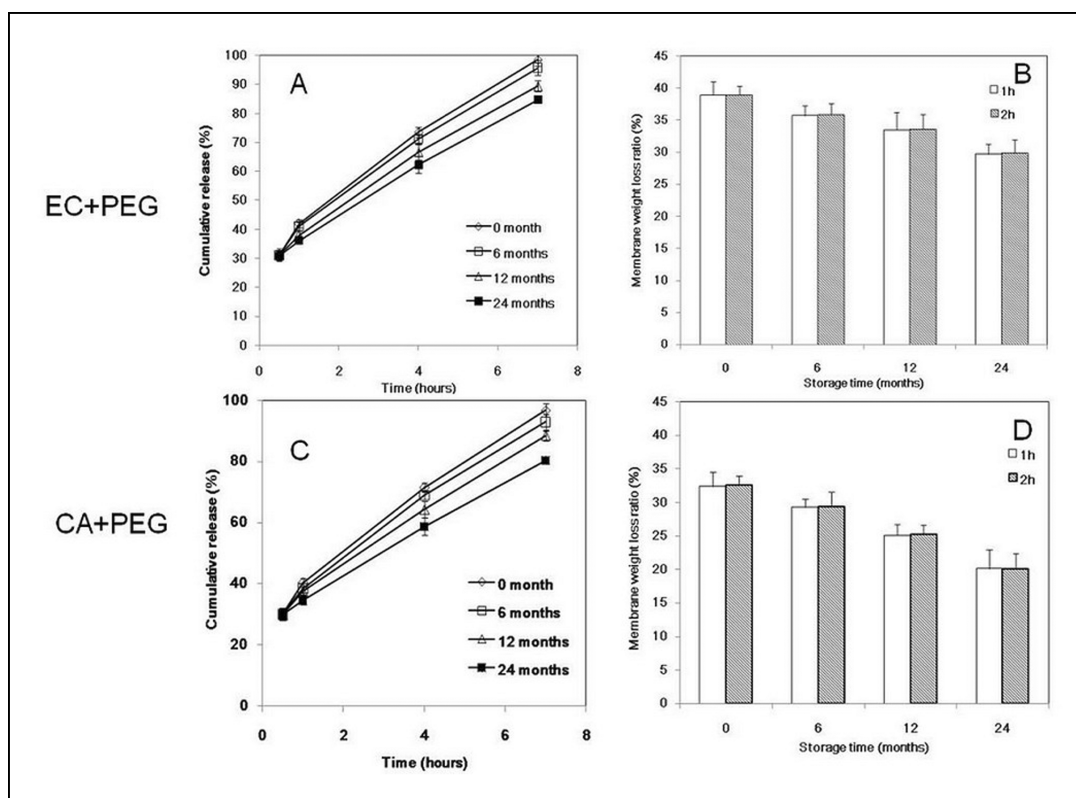 EC+PEG
A
Cumulative release (%)
100
90
80
70
60
50
40
30
20
10
0
0 month
6 months
12 months
24 months
0 2 4 6 8
Time (hours)
B
Membrane weight loss ratio (%)
45
40
35
30
25
20
15
10
5
0
1h
2h
0 6 12 24
Storage time (months)
CA+PEG
C
Cumulative release (%)
100
80
60
40
20
0
0 month
6 months
12 months
24 months
0 2 4 6 8
Time (hours)
D
Membrane weight loss ratio (%)
45
40
35
30
25
20
15
10
5
0
1h
2h
0 6 12 24
Storage time (months)